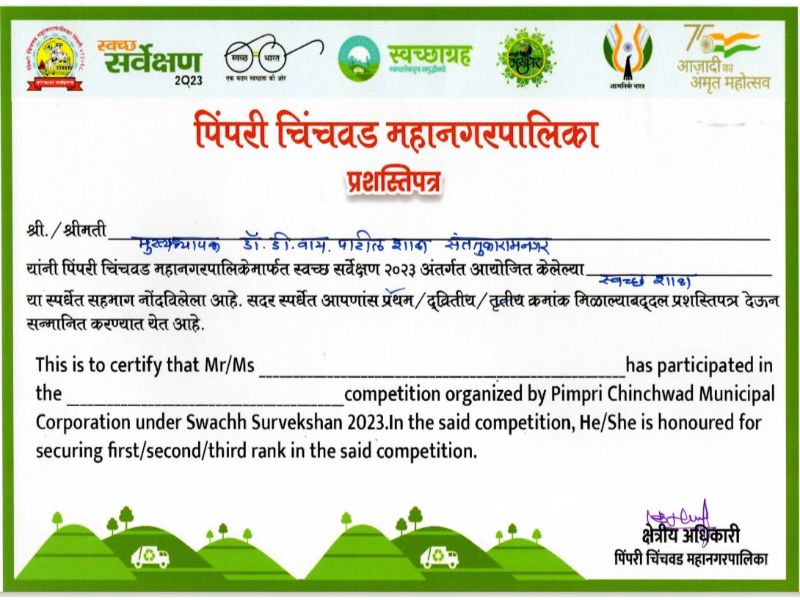 स्वच्छ
सर्वेक्षण
2023
स्वच्छ भारत
एक कदम स्वच्छता की ओर
स्वच्छाग्रह
आत्मनिर्भर भारत
75
आज़ादी का
अमृत महोत्सव
पिंपरी चिंचवड महानगरपालिका
प्रशस्तिपत्र
श्री. / श्रीमती मुख्याध्यापक डॉ. डी. वाय. पाटील शाळा संततुकारामनगर
यांनी पिंपरी चिंचवड महानगरपालिकेमार्फत स्वच्छ सर्वेक्षण २०२३ अंतर्गत आयोजित केलेल्या स्वच्छ शाळा
या स्पर्धेत सहभाग नोंदविलेला आहे. सदर स्पर्धेत आपणांस प्रथम / द्वितीय / तृतीय क्रमांक मिळाल्याबद्दल प्रशस्तिपत्र देऊन
सन्मानित करण्यात येत आहे.
This is to certify that Mr/Ms ____________________ has participated in
the ____________________ competition organized by Pimpri Chinchwad Municipal
Corporation under Swachh Survekshan 2023.In the said competition, He/She is honoured for
securing first/second/third rank in the said competition.
क्षेत्रीय अधिकारी
पिंपरी चिंचवड महानगरपालिका